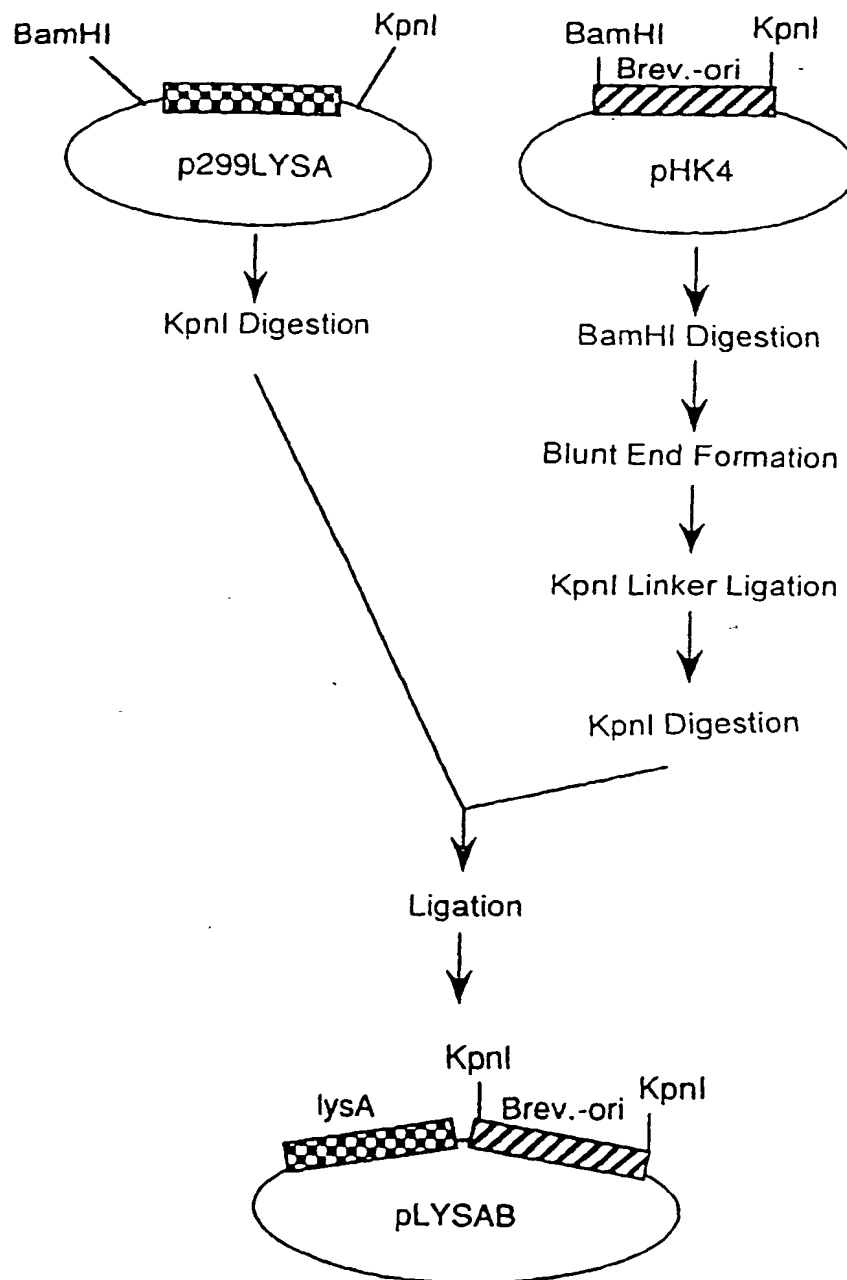 BamHI
KpnI
p299LYSA
KpnI Digestion
BamHI
KpnI
Brev.-ori
pHK4
BamHI Digestion
Blunt End Formation
KpnI Linker Ligation
KpnI Digestion
Ligation
KpnI
KpnI
lysA
Brev.-ori
pLYSAB